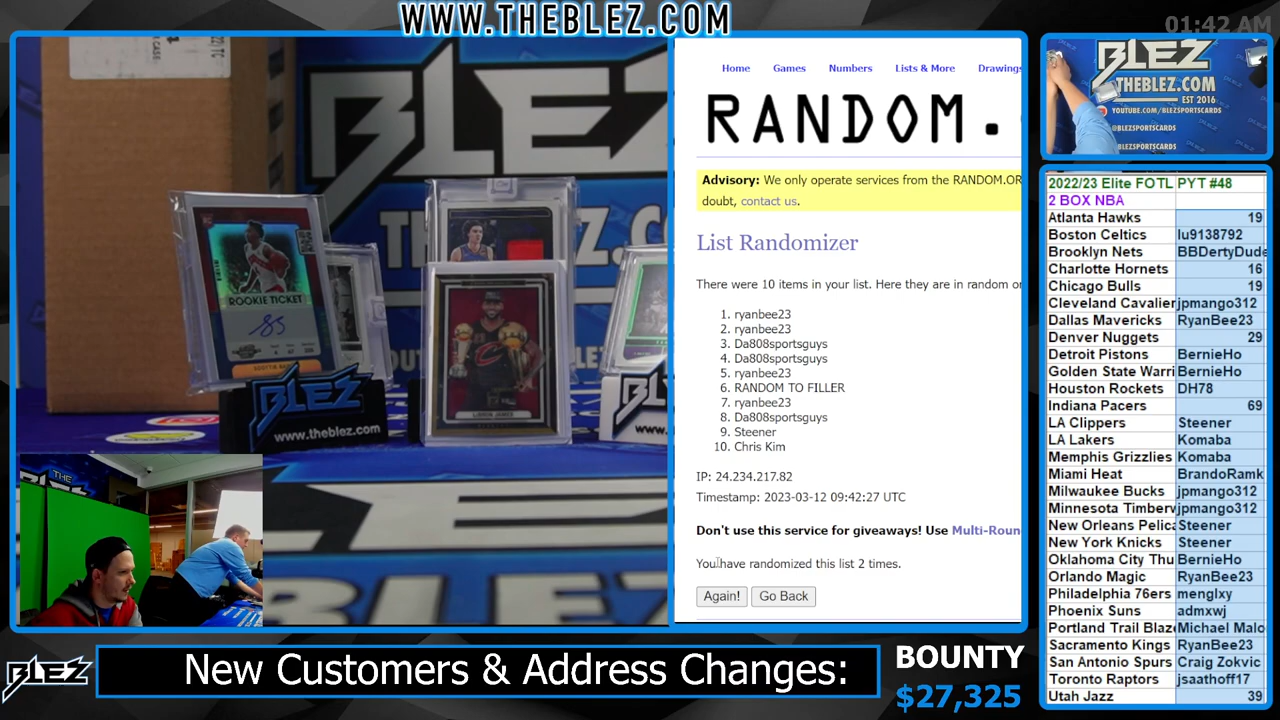 WWW.THEBLEZ.COM
01:42 AM
BLEZ
ROOKIE TICKET
BLEZ
www.theblez.com
LEBRON JAMES
BLEZ
THE
Home Games Numbers Lists & More Drawings
RANDOM.
Advisory: We only operate services from the RANDOM.OR
doubt, contact us.
List Randomizer
There were 10 items in your list. Here they are in random or
1. ryanbee23
2. ryanbee23
3. Da808sportsguys
4. Da808sportsguys
5. ryanbee23
6. RANDOM TO FILLER
7. ryanbee23
8. Da808sportsguys
9. Steener
10. Chris Kim
IP: 24.234.217.82
Timestamp: 2023-03-12 09:42:27 UTC
Don't use this service for giveaways! Use Multi-Roun
You have randomized this list 2 times.
Again! Go Back
BLEZ
THEBLEZ.COM
EST 2016
YOUTUBE.COM/BLEZSPORTSCARDS
@BLEZSPORTSCARDS
BLEZSPORTSCARDS
2022/23 Elite FOTL PYT #48
2 BOX NBA
Atlanta Hawks 19
Boston Celtics lu9138792
Brooklyn Nets BBDertyDude
Charlotte Hornets 16
Chicago Bulls 19
Cleveland Cavalier jpmango312
Dallas Mavericks RyanBee23
Denver Nuggets 29
Detroit Pistons BernieHo
Golden State Warri BernieHo
Houston Rockets DH78
Indiana Pacers 69
LA Clippers Steener
LA Lakers Komaba
Memphis Grizzlies Komaba
Miami Heat BrandoRamk
Milwaukee Bucks jpmango312
Minnesota Timberw jpmango312
New Orleans Pelica Steener
New York Knicks Steener
Oklahoma City Thu BernieHo
Orlando Magic RyanBee23
Philadelphia 76ers menglxy
Phoenix Suns admxwj
Portland Trail Blaze Michael Malo
Sacramento Kings RyanBee23
San Antonio Spurs Craig Zokvic
Toronto Raptors jsaathoff17
Utah Jazz 39
BLEZ
New Customers & Address Changes:
BOUNTY
$27,325